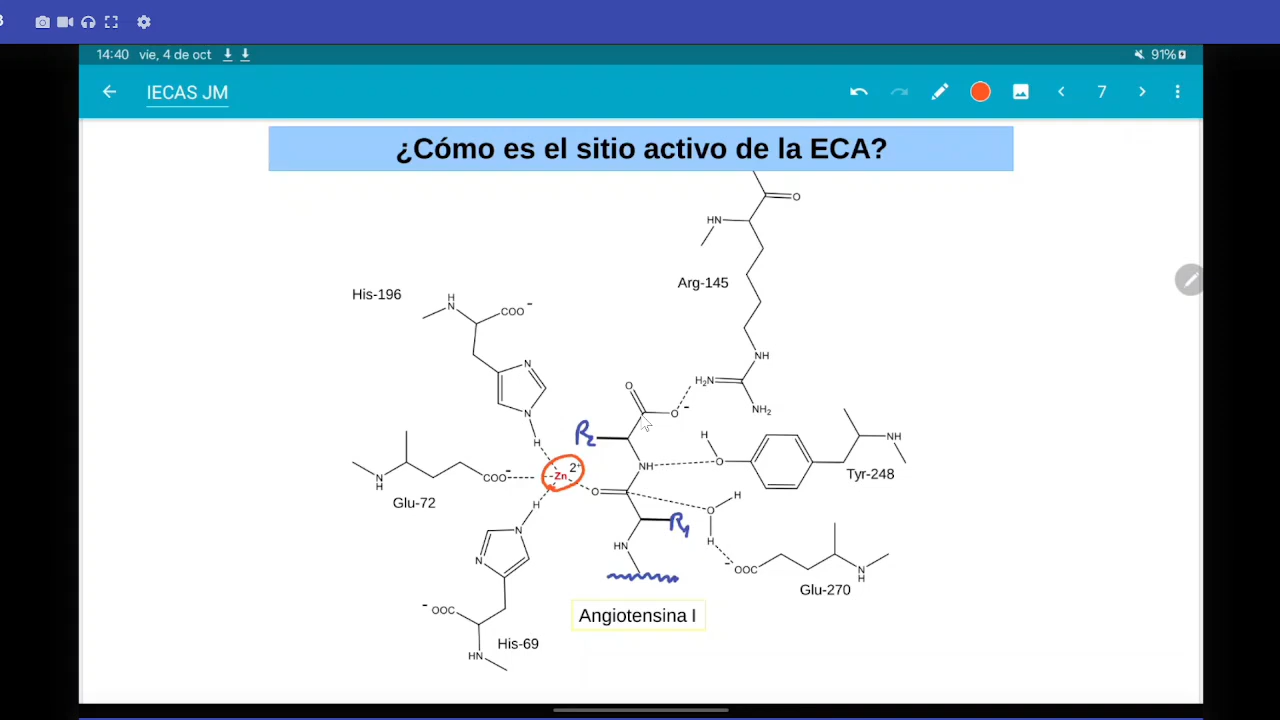 3
14:40 vie, 4 de oct
91%
IECAS JM
7
¿Cómo es el sitio activo de la ECA?
O
HN
Arg-145
His-196
H
N
COO -
NH
N
H2N
NH2
O
O -
N
H
R2
H
O
NH
Tyr-248
NH
2+
Zn
COO -
N
H
Glu-72
O
H
O
H
R1
H
N
HN
H
N
- OOC
N
H
Glu-270
Angiotensina I
- OOC
His-69
HN